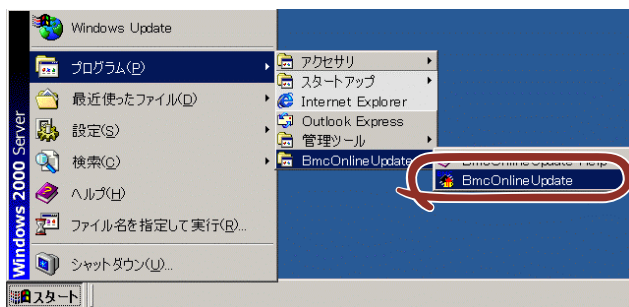 Windows 2000 Server
Windows Update
プログラム(P)
最近使ったファイル(D)
設定(S)
検索(C)
ヘルプ(H)
ファイル名を指定して実行(R)...
シャットダウン(U)...
スタート
アクセサリ
スタートアップ
Internet Explorer
Outlook Express
管理ツール
BmcOnlineUpdate
BmcOnlineUpdate Help
BmcOnlineUpdate